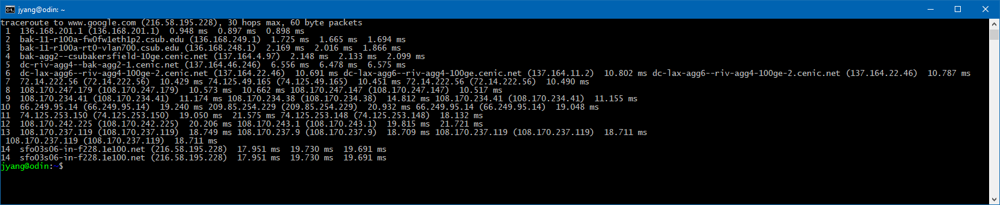 jyang@odin: ~
traceroute to www.google.com (216.58.195.228), 30 hops max, 60 byte packets
 1  136.168.201.1 (136.168.201.1)  0.948 ms  0.897 ms  0.898 ms
 2  bak-11-r100a-fw0fw1eth1p2.csub.edu (136.168.249.1)  1.725 ms  1.665 ms  1.694 ms
 3  bak-11-r100a-rt0-vlan700.csub.edu (136.168.248.1)  2.169 ms  2.016 ms  1.866 ms
 4  bak-agg2--csubakersfield-10ge.cenic.net (137.164.4.97)  2.148 ms  2.133 ms  2.099 ms
 5  dc-riv-agg4--bak-agg2-1.cenic.net (137.164.46.246)  6.556 ms  6.478 ms  6.575 ms
 6  dc-lax-agg6--riv-agg4-100ge-2.cenic.net (137.164.22.46)  10.691 ms dc-lax-agg6--riv-agg4-100ge.cenic.net (137.164.11.2)  10.802 ms dc-lax-agg6--riv-agg4-100ge-2.cenic.net (137.164.22.46)  10.787 ms
 7  72.14.222.56 (72.14.222.56)  10.429 ms 74.125.49.165 (74.125.49.165)  10.451 ms 72.14.222.56 (72.14.222.56)  10.490 ms
 8  108.170.247.179 (108.170.247.179)  10.573 ms  10.662 ms 108.170.247.147 (108.170.247.147)  10.517 ms
 9  108.170.234.41 (108.170.234.41)  11.174 ms 108.170.234.38 (108.170.234.38)  14.812 ms 108.170.234.41 (108.170.234.41)  11.155 ms
10  66.249.95.14 (66.249.95.14)  19.240 ms 209.85.254.229 (209.85.254.229)  20.932 ms 66.249.95.14 (66.249.95.14)  19.048 ms
11  74.125.253.150 (74.125.253.150)  19.050 ms  21.575 ms 74.125.253.148 (74.125.253.148)  18.132 ms
12  108.170.242.225 (108.170.242.225)  20.206 ms 108.170.243.1 (108.170.243.1)  19.815 ms  21.721 ms
13  108.170.237.119 (108.170.237.119)  18.749 ms 108.170.237.9 (108.170.237.9)  18.709 ms 108.170.237.119 (108.170.237.119)  18.711 ms
 108.170.237.119 (108.170.237.119)  18.711 ms
14  sfo03s06-in-f228.1e100.net (216.58.195.228)  17.951 ms  19.730 ms  19.691 ms
14  sfo03s06-in-f228.1e100.net (216.58.195.228)  17.951 ms  19.730 ms  19.691 ms
jyang@odin:~$